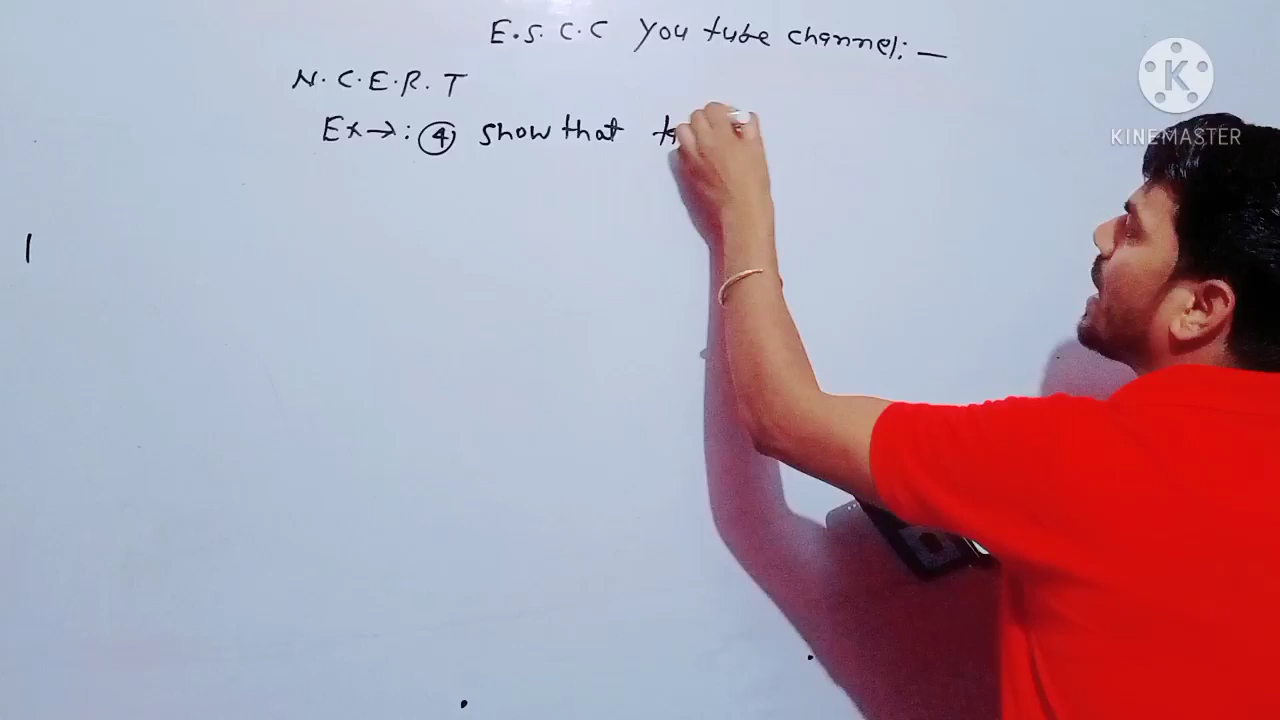 E.S.C.C You tube channel:—
N.C.E.R.T
Ex→: ④ show that
K
KINEMASTER